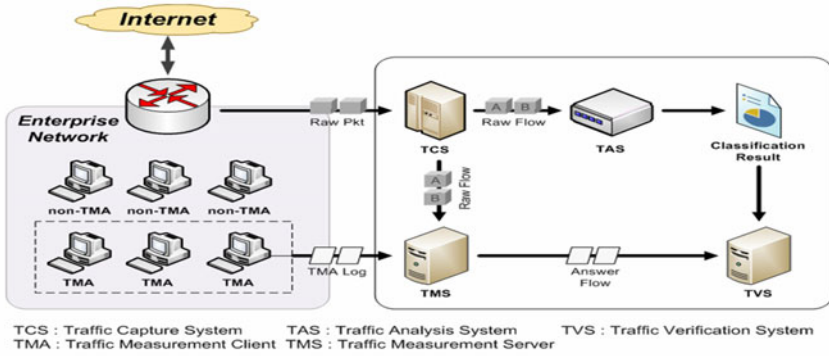 Internet
Enterprise
Network
Raw Pkt
A B
Raw Flow
TCS
TAS
Classification
Result
A
B
Raw Flow
non-TMA non-TMA non-TMA
TMA TMA TMA
TMA Log
TMS
Answer
Flow
TVS
TCS : Traffic Capture System TAS : Traffic Analysis System TVS : Traffic Verification System
TMA : Traffic Measurement Client TMS : Traffic Measurement Server